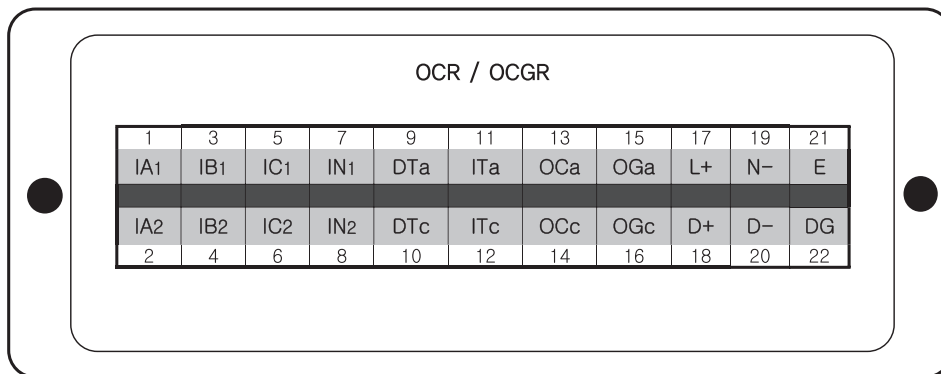 OCR / OCGR
1 3 5 7 9 11 13 15 17 19 21
IA1 IB1 IC1 IN1 DTa ITa OCa OGa L+ N− E
IA2 IB2 IC2 IN2 DTc ITc OCc OGc D+ D− DG
2 4 6 8 10 12 14 16 18 20 22